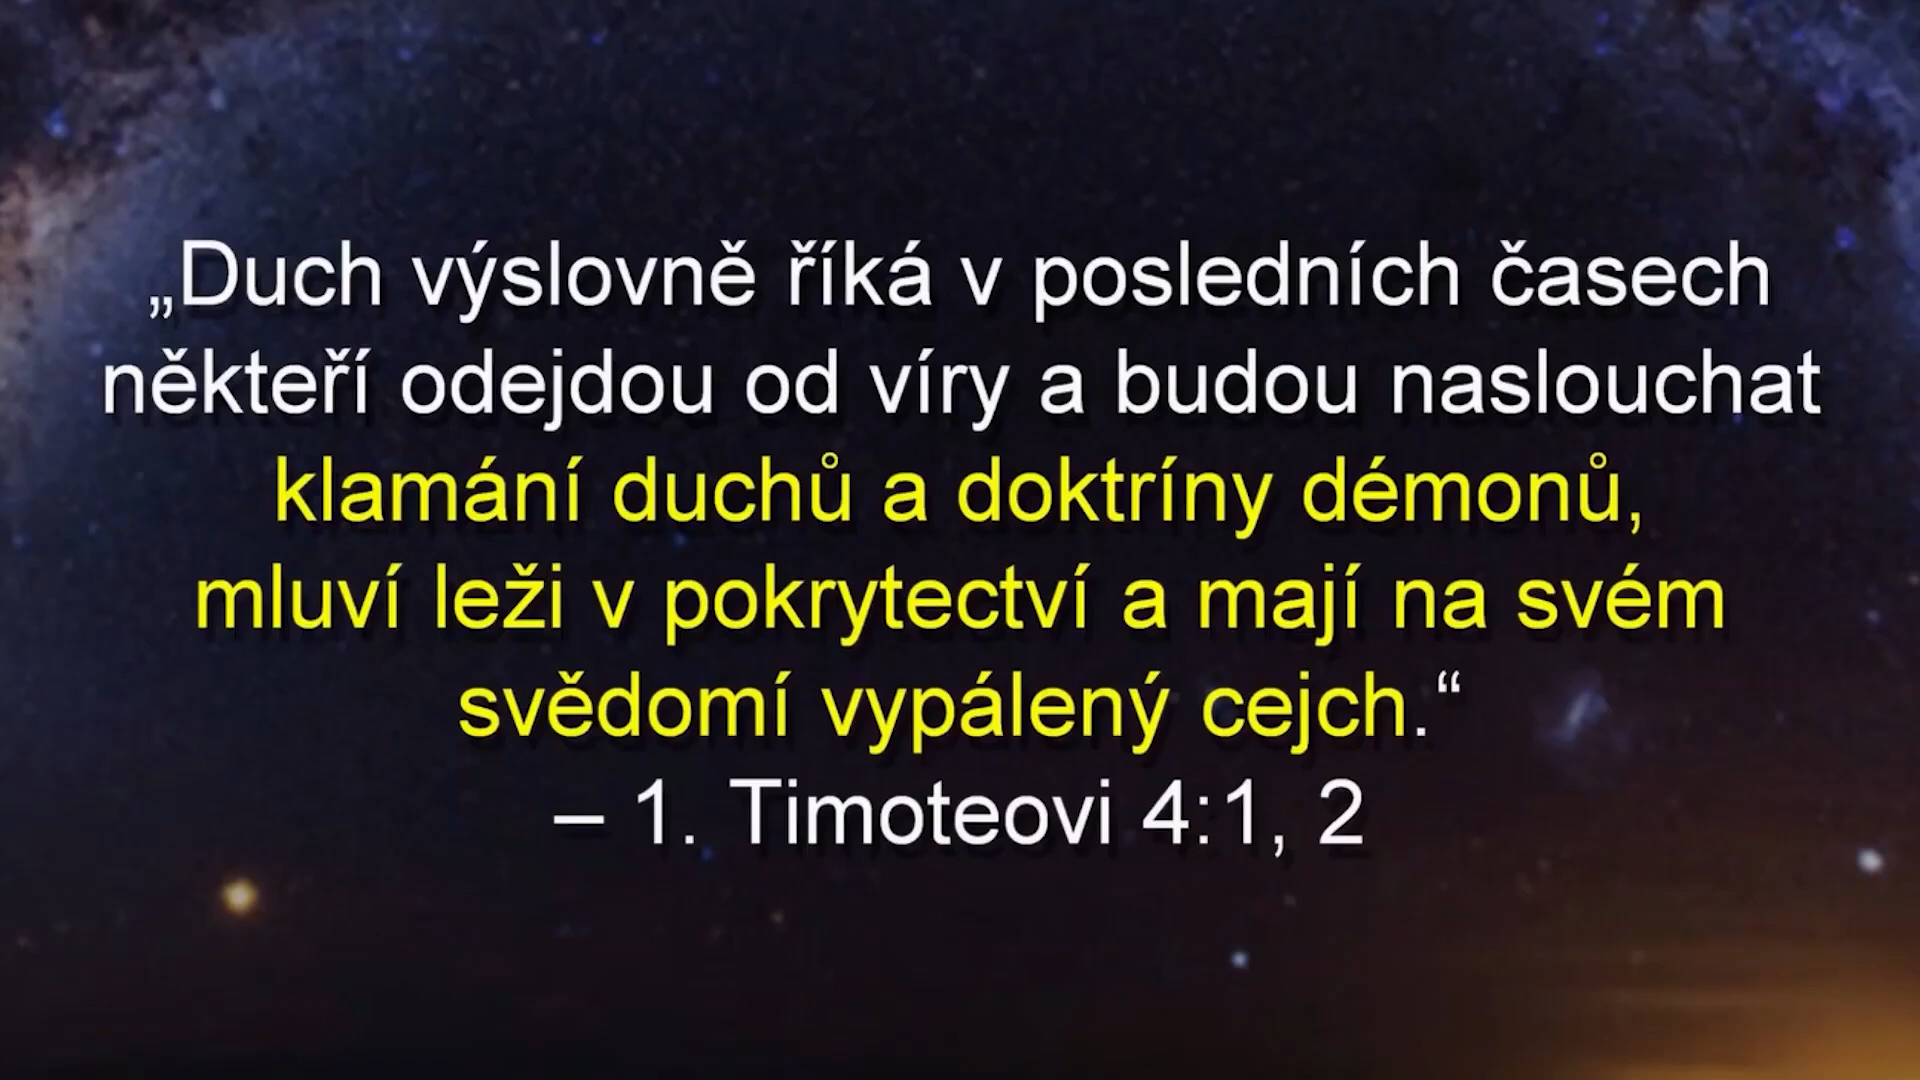 „Duch výslovně říká v posledních časech
někteří odejdou od víry a budou naslouchat
klamání duchů a doktríny démonů,
mluví leži v pokrytectví a mají na svém
svědomí vypálený cejch.“
– 1. Timoteovi 4:1, 2